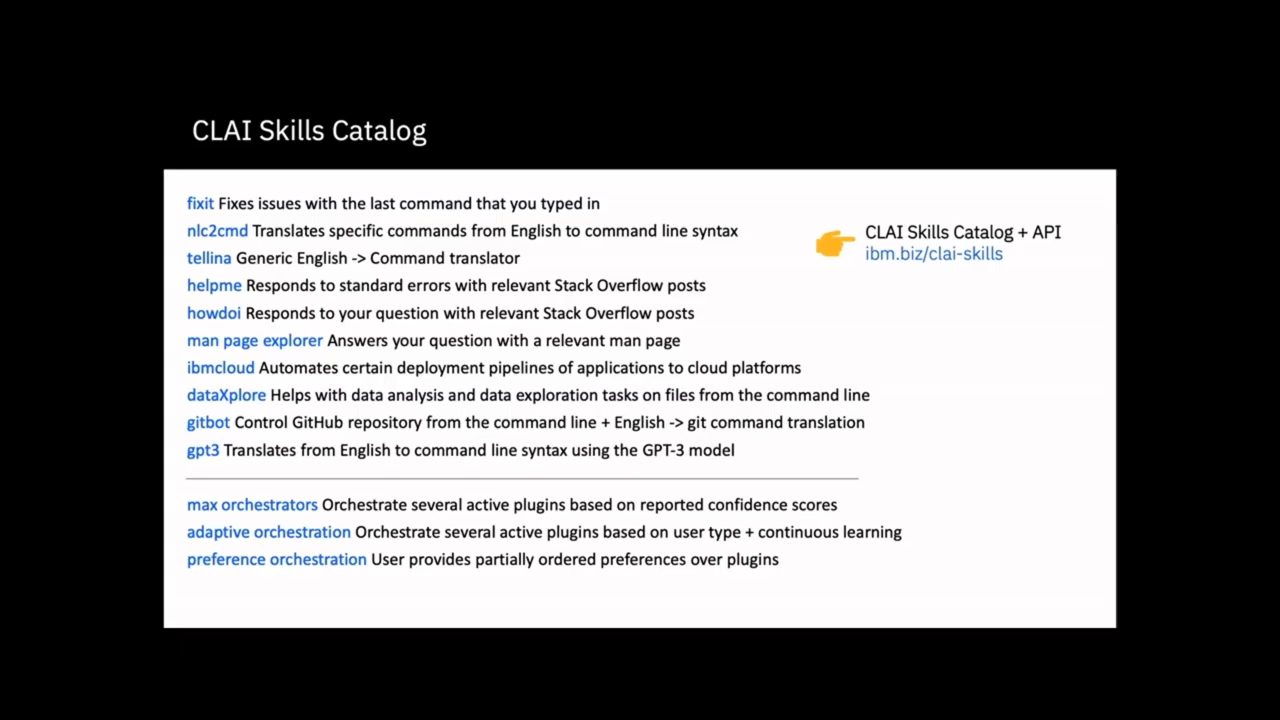 CLAI Skills Catalog
fixit Fixes issues with the last command that you typed in
nlc2cmd Translates specific commands from English to command line syntax
tellina Generic English -> Command translator
helpme Responds to standard errors with relevant Stack Overflow posts
howdoi Responds to your question with relevant Stack Overflow posts
man page explorer Answers your question with a relevant man page
ibmcloud Automates certain deployment pipelines of applications to cloud platforms
dataXplore Helps with data analysis and data exploration tasks on files from the command line
gitbot Control GitHub repository from the command line + English -> git command translation
gpt3 Translates from English to command line syntax using the GPT-3 model
max orchestrators Orchestrate several active plugins based on reported confidence scores
adaptive orchestration Orchestrate several active plugins based on user type + continuous learning
preference orchestration User provides partially ordered preferences over plugins
CLAI Skills Catalog + API
ibm.biz/clai-skills